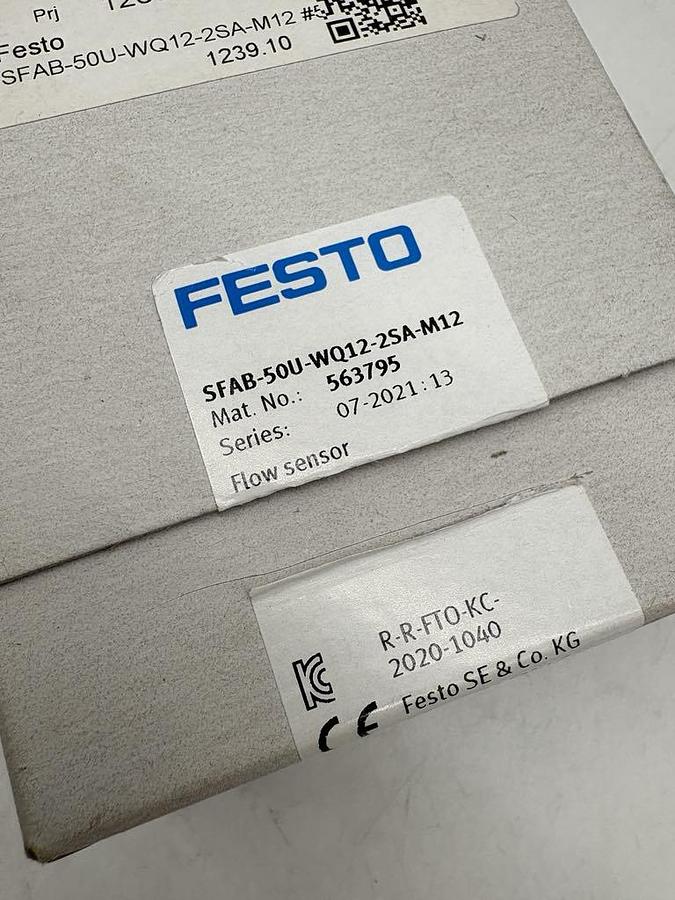 Prj
Festo
SFAB-50U-WQ12-2SA-M12
1239.10
FESTO
SFAB-50U-WQ12-2SA-M12
Mat. No.: 563795
Series: 07-2021:13
Flow sensor
R-R-FTO-KC-
2020-1040
Festo SE & Co. KG
CE